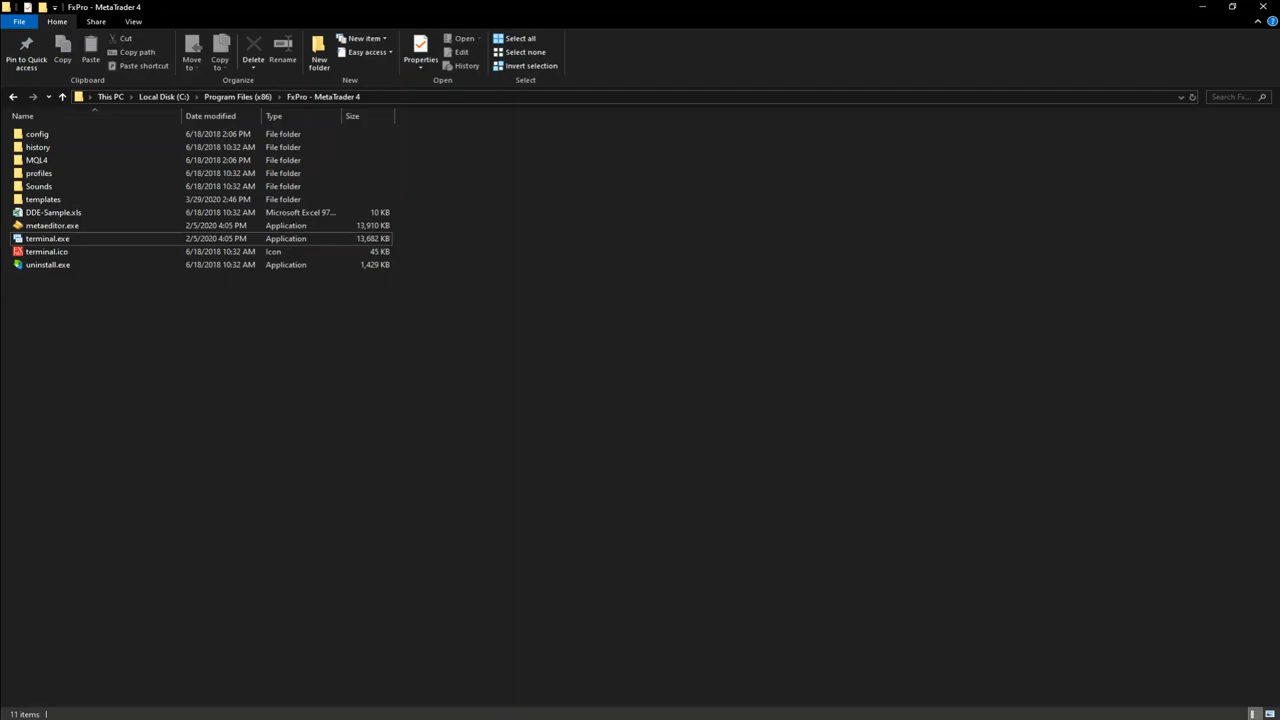 FxPro - MetaTrader 4
File Home Share View
Pin to Quick access
Copy
Paste
Cut
Copy path
Paste shortcut
Clipboard
Move to
Copy to
Delete
Rename
Organize
New folder
New item
Easy access
New
Properties
Open
Edit
History
Open
Select all
Select none
Invert selection
Select
This PC › Local Disk (C:) › Program Files (x86) › FxPro - MetaTrader 4
Search Fx...
Name Date modified Type Size
config 6/18/2018 2:06 PM File folder
history 6/18/2018 10:32 AM File folder
MQL4 6/18/2018 2:06 PM File folder
profiles 6/18/2018 10:32 AM File folder
Sounds 6/18/2018 10:32 AM File folder
templates 3/29/2020 2:46 PM File folder
DDE-Sample.xls 6/18/2018 10:32 AM Microsoft Excel 97... 10 KB
metaeditor.exe 2/5/2020 4:05 PM Application 13,910 KB
terminal.exe 2/5/2020 4:05 PM Application 13,682 KB
terminal.ico 6/18/2018 10:32 AM Icon 45 KB
uninstall.exe 6/18/2018 10:32 AM Application 1,429 KB
11 items